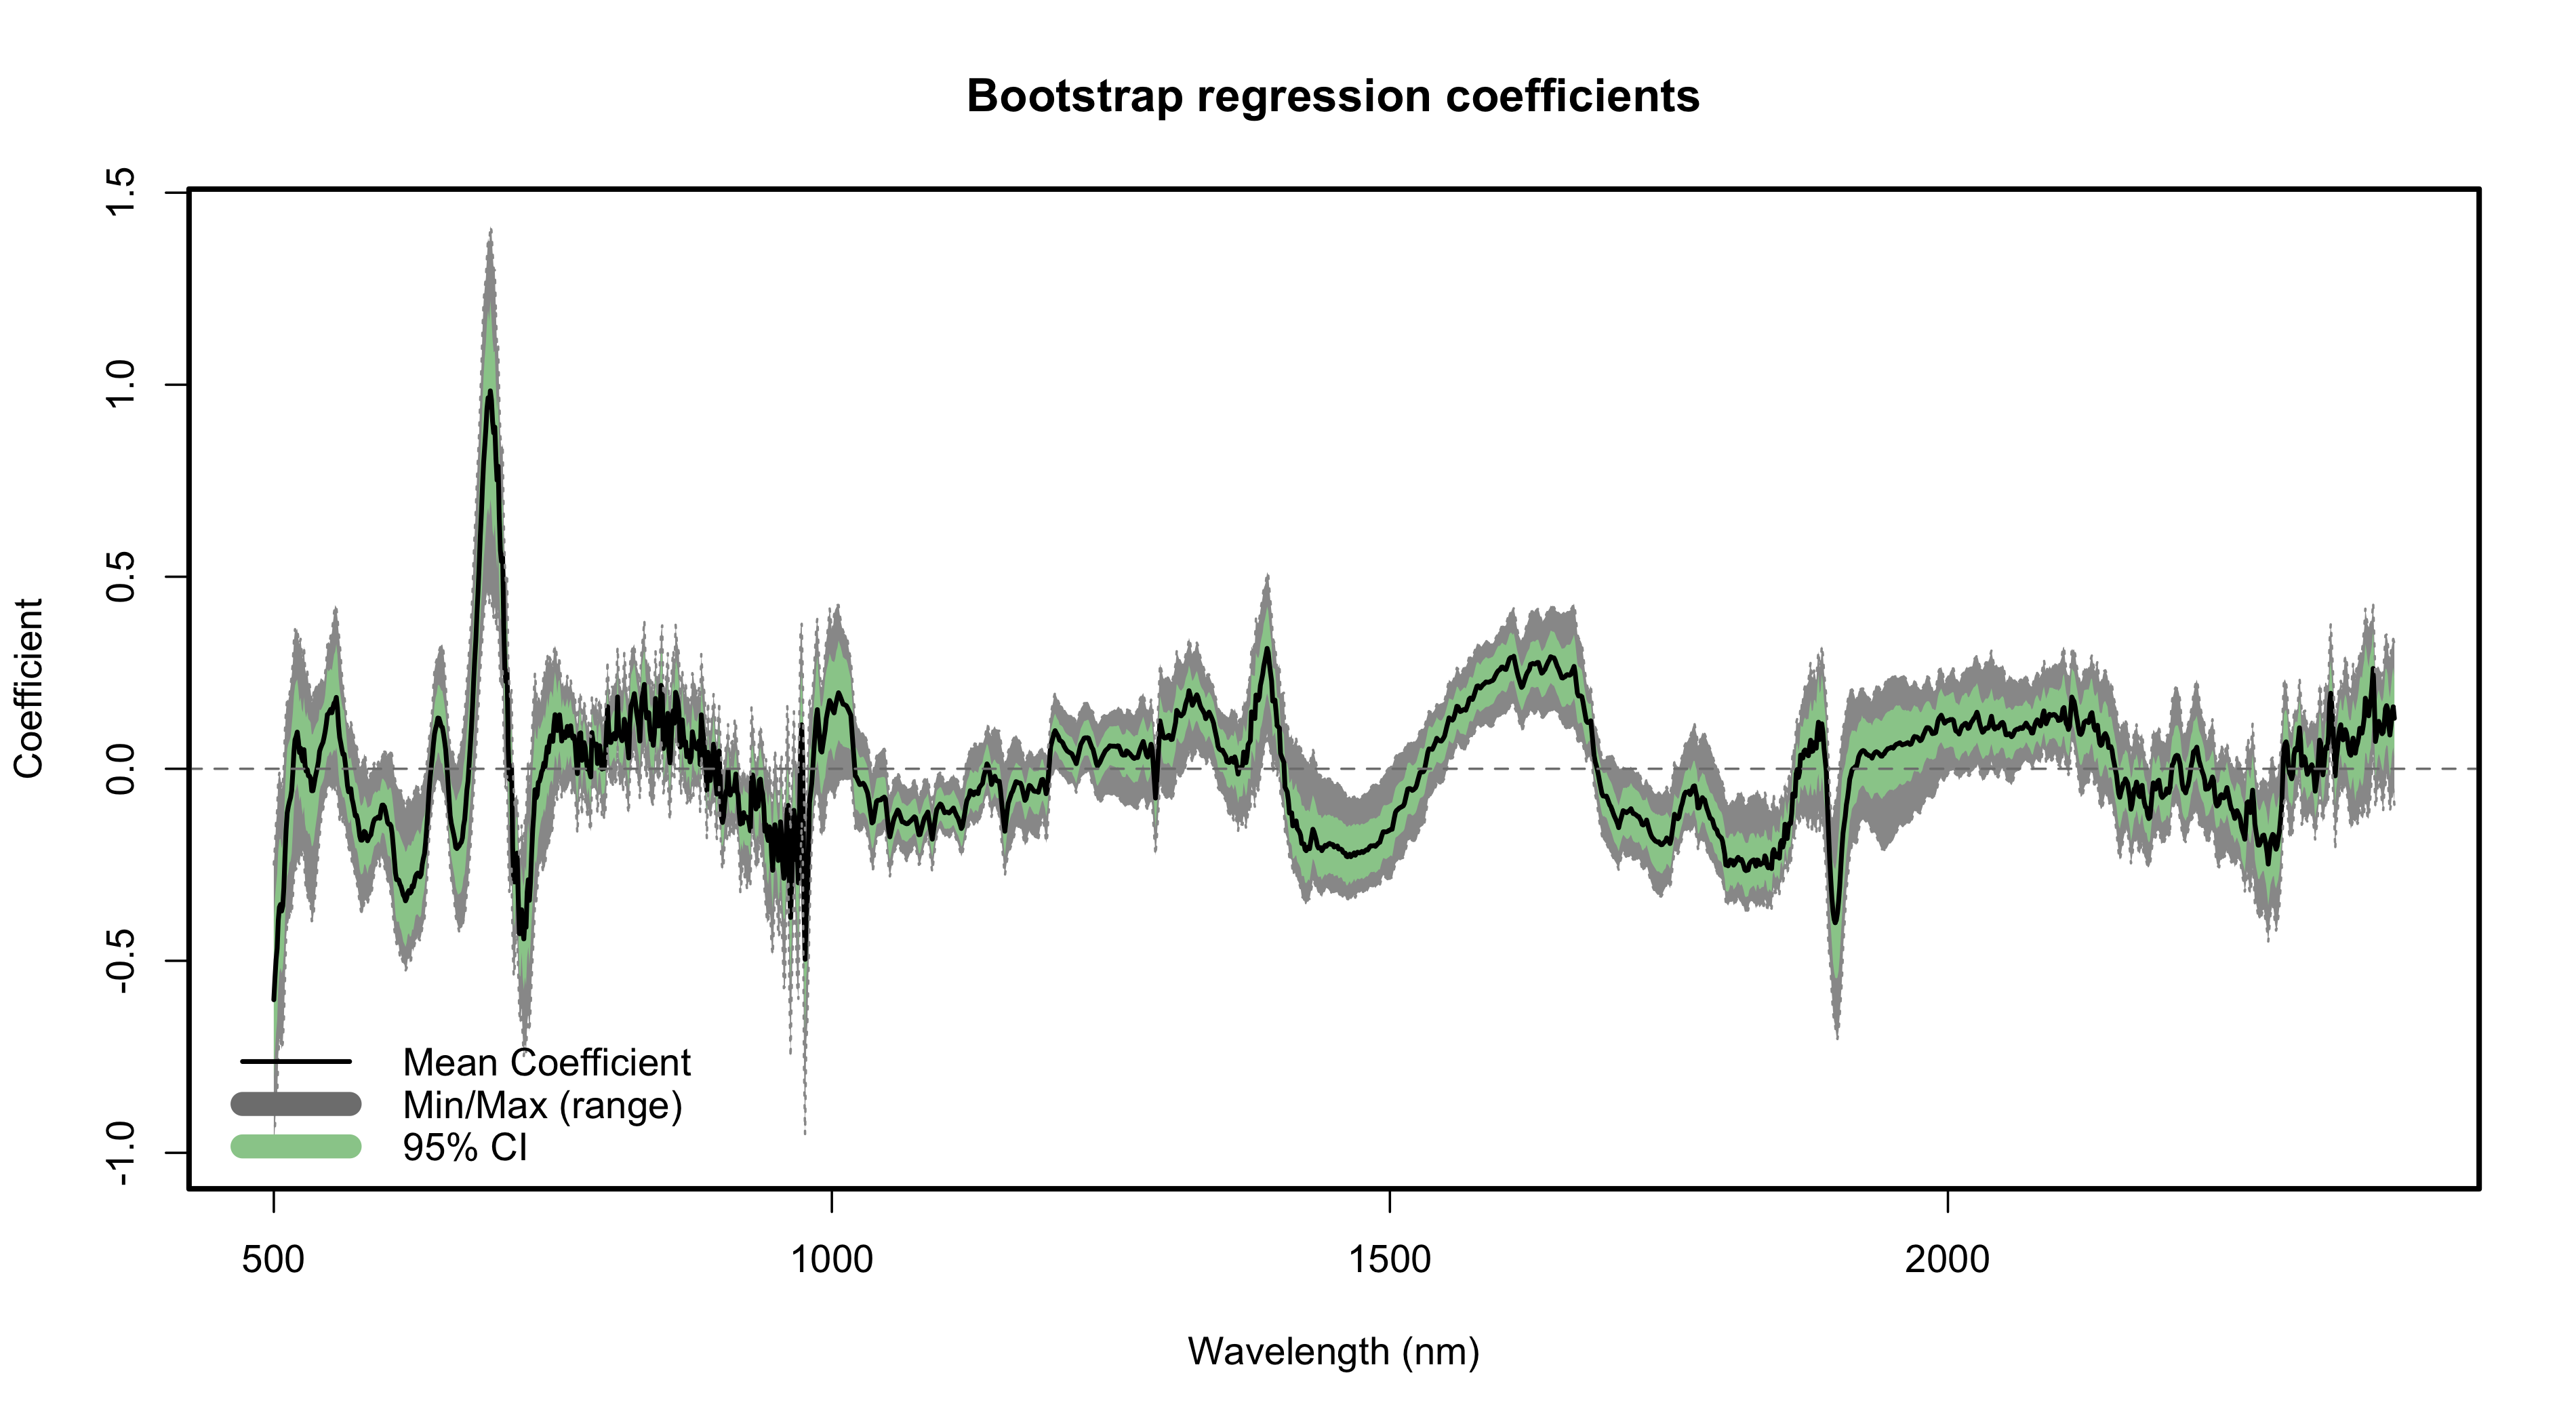 Bootstrap regression coefficients
Coefficient
1.5
1.0
0.5
0.0
-0.5
-1.0
Mean Coefficient
Min/Max (range)
95% CI
500 1000 1500 2000
Wavelength (nm)